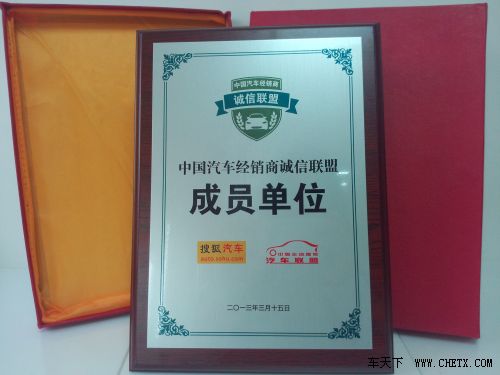 中国汽车经销商
诚信联盟
中国汽车经销商诚信联盟
成员单位
搜狐汽车
auto.sohu.com
汽车联盟
二〇一三年三月十五日
车天下 www.CHETX.com